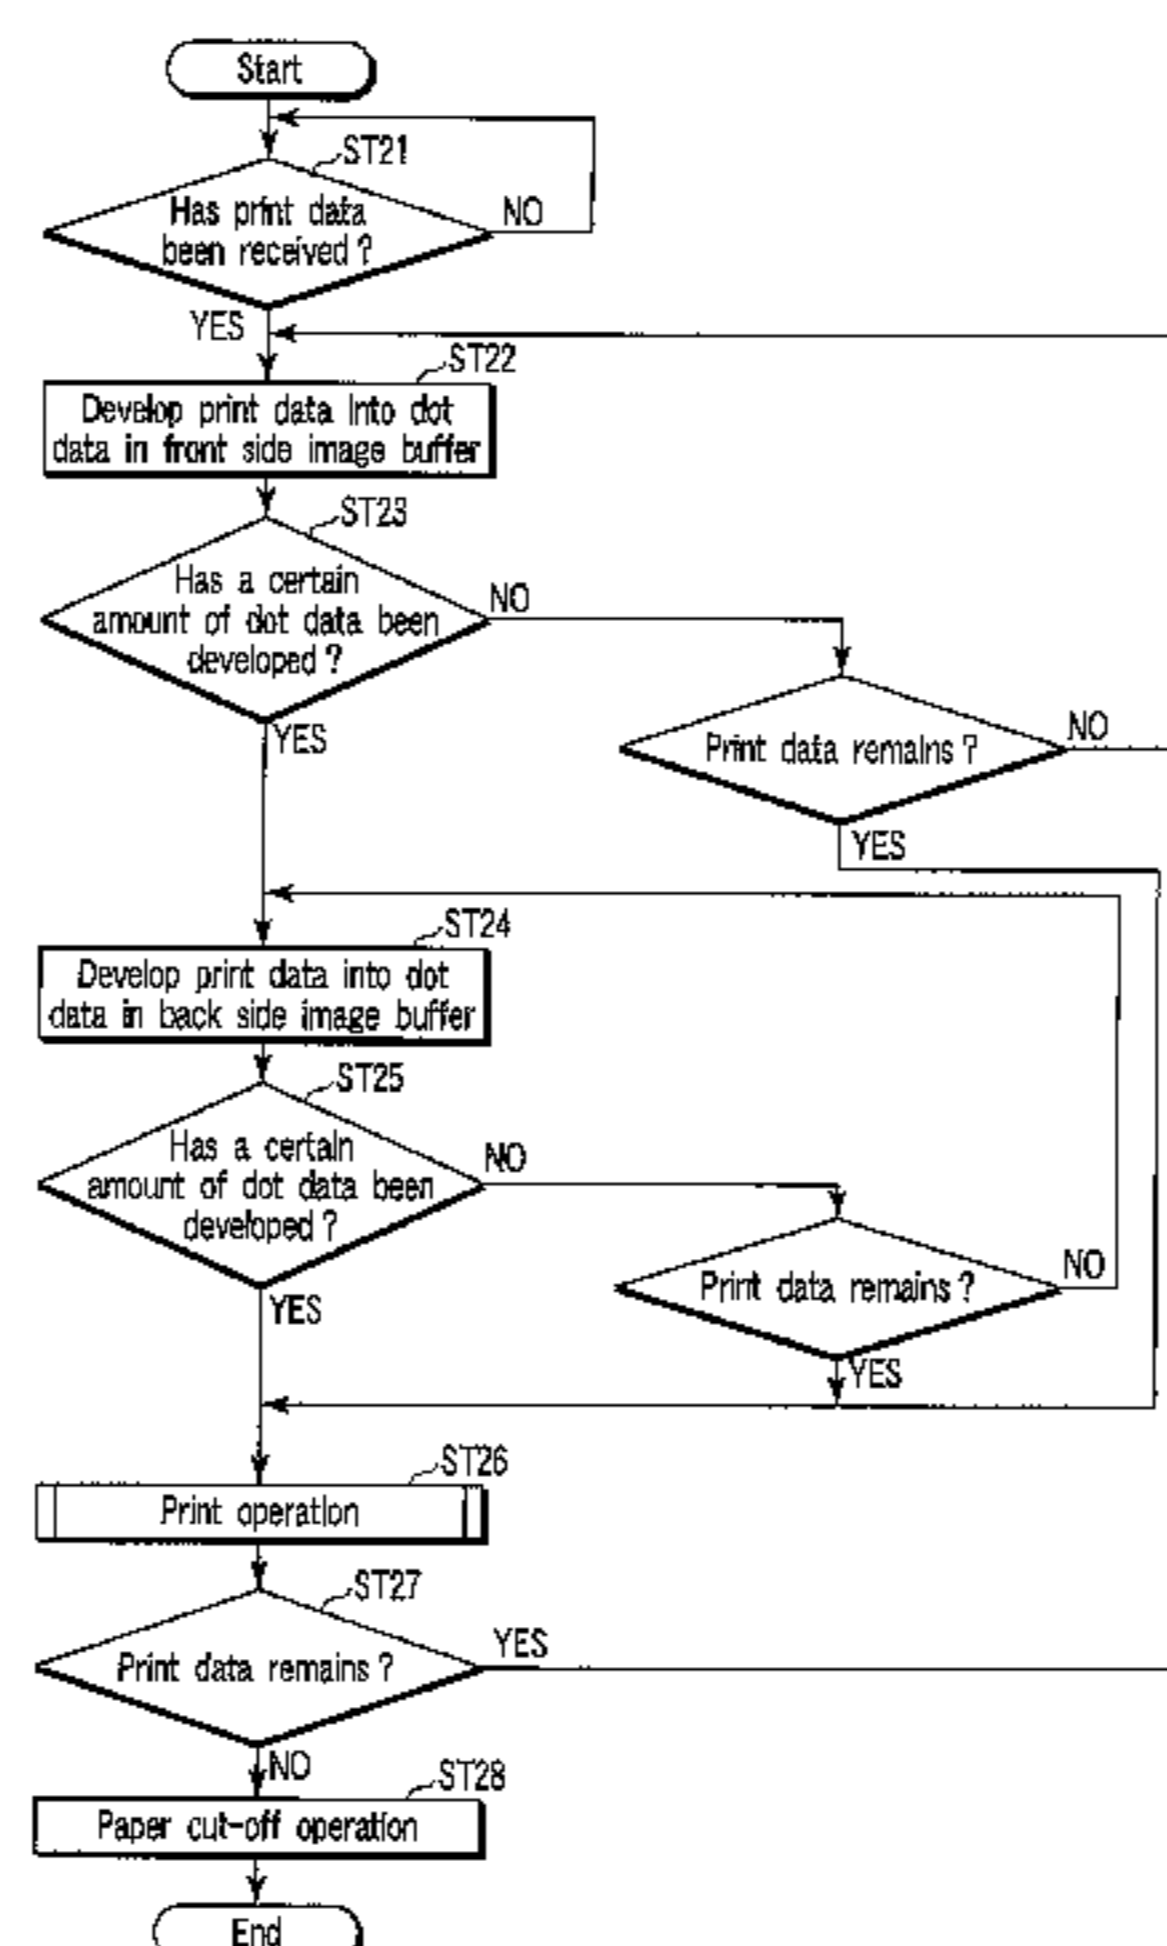 Start
ST21
Has print data
been received?
NO
YES
ST22
Develop print data into dot
data in front side image buffer
ST23
Has a certain
amount of dot data been
developed?
NO
YES
Print data remains?
NO
YES
ST24
Develop print data into dot
data in back side image buffer
ST25
Has a certain
amount of dot data been
developed?
NO
YES
Print data remains?
NO
YES
ST26
Print operation
ST27
Print data remains?
YES
NO
ST28
Paper cut-off operation
End